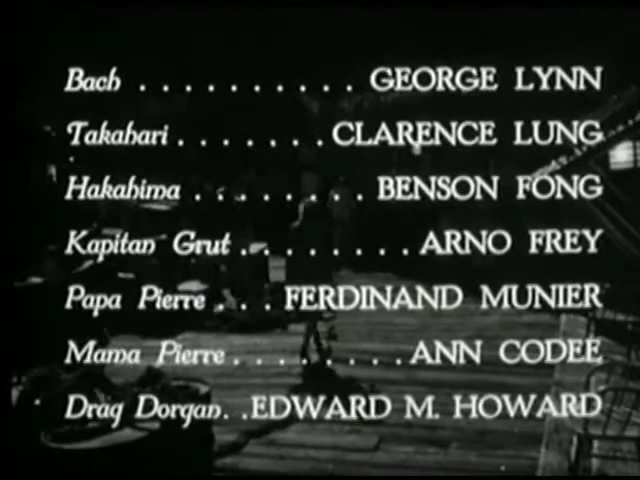 Bach . . . . . . . . . . GEORGE LYNN
Takahari . . . . . . . CLARENCE LUNG
Hakahima . . . . . . . . BENSON FONG
Kapitan Grut . . . . . . . . ARNO FREY
Papa Pierre . . . FERDINAND MUNIER
Mama Pierre . . . . . . . . ANN CODEE
Drag Dorgan. . EDWARD M. HOWARD